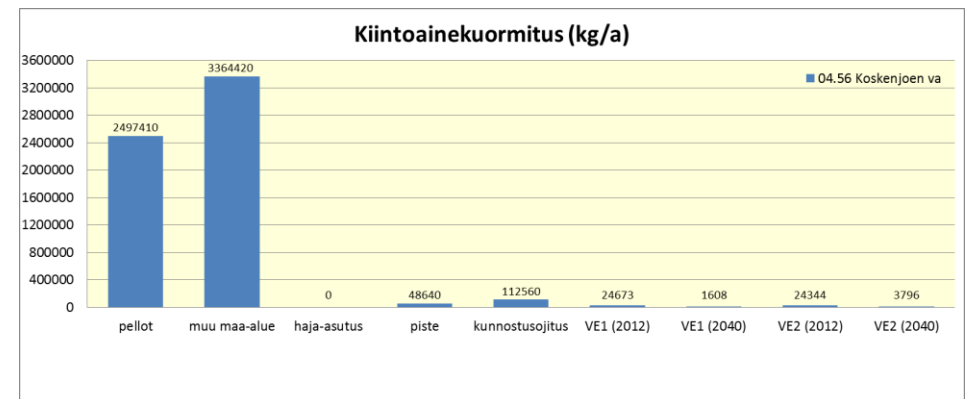 Kiintoainekuormitus (kg/a)
3600000
3200000
2800000
2400000
2000000
1600000
1200000
800000
400000
0
04.56 Koskenjoen va
2497410
3364420
0
48640
112560
24673
1608
24344
3796
pellot
muu maa-alue
haja-asutus
piste
kunnostusojitus
VE1 (2012)
VE1 (2040)
VE2 (2012)
VE2 (2040)